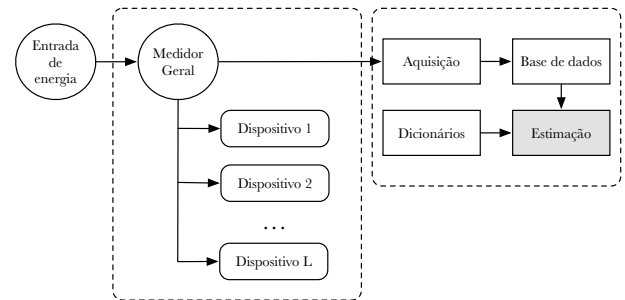 Entrada
de
energia
Medidor
Geral
Aquisição
Base de dados
Dispositivo 1
Dicionários
Estimação
Dispositivo 2
...
Dispositivo L